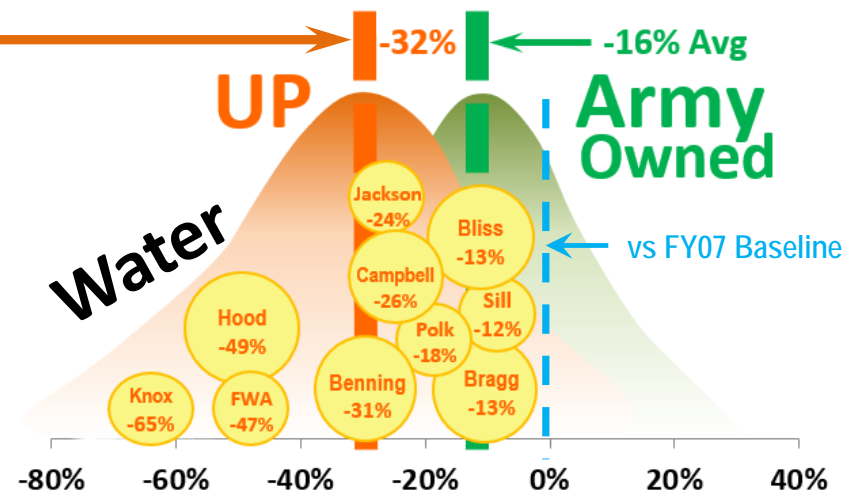 -32%
-16% Avg
UP
Army
Owned
Water
vs FY07 Baseline
Jackson
-24%
Bliss
-13%
Campbell
-26%
Sill
-12%
Hood
-49%
Polk
-18%
Benning
-31%
Bragg
-13%
Knox
-65%
FWA
-47%
-80% -60% -40% -20% 0% 20% 40%